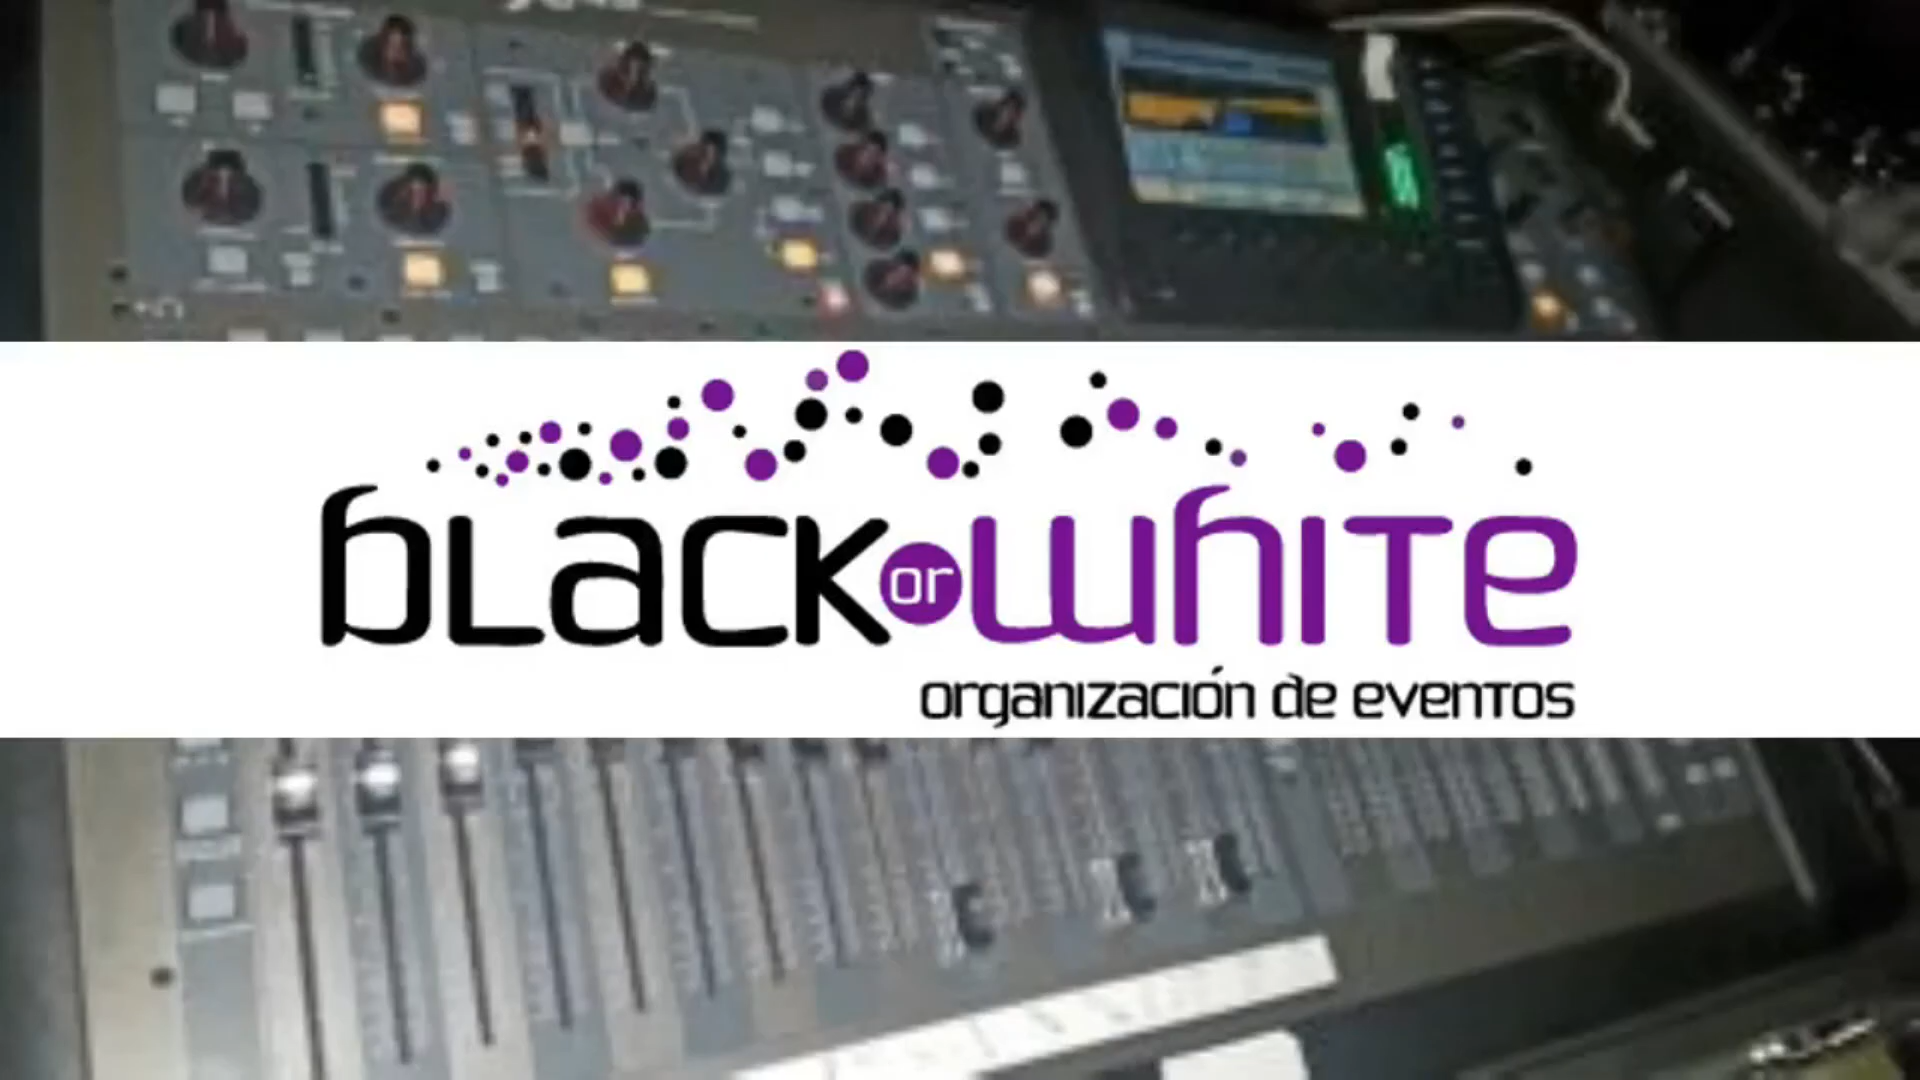 black or white
organización de eventos